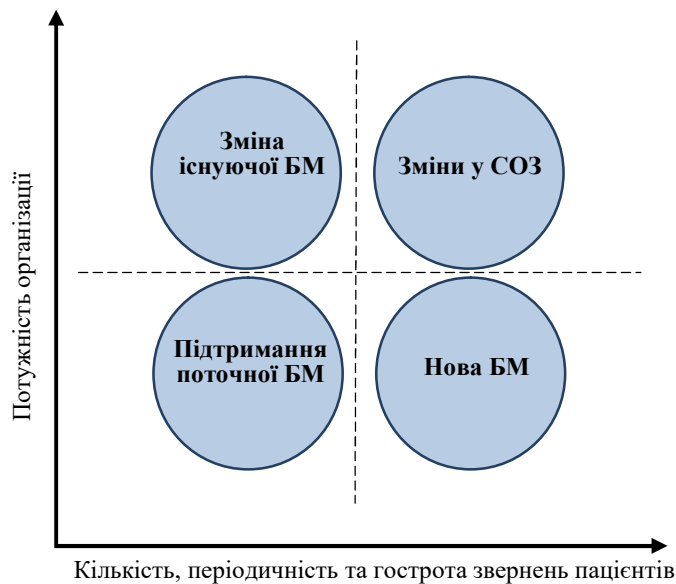 Потужність організації
Зміна
існуючої БМ
Зміни у СОЗ
Підтримання
поточної БМ
Нова БМ
Кількість, періодичність та гострота звернень пацієнтів